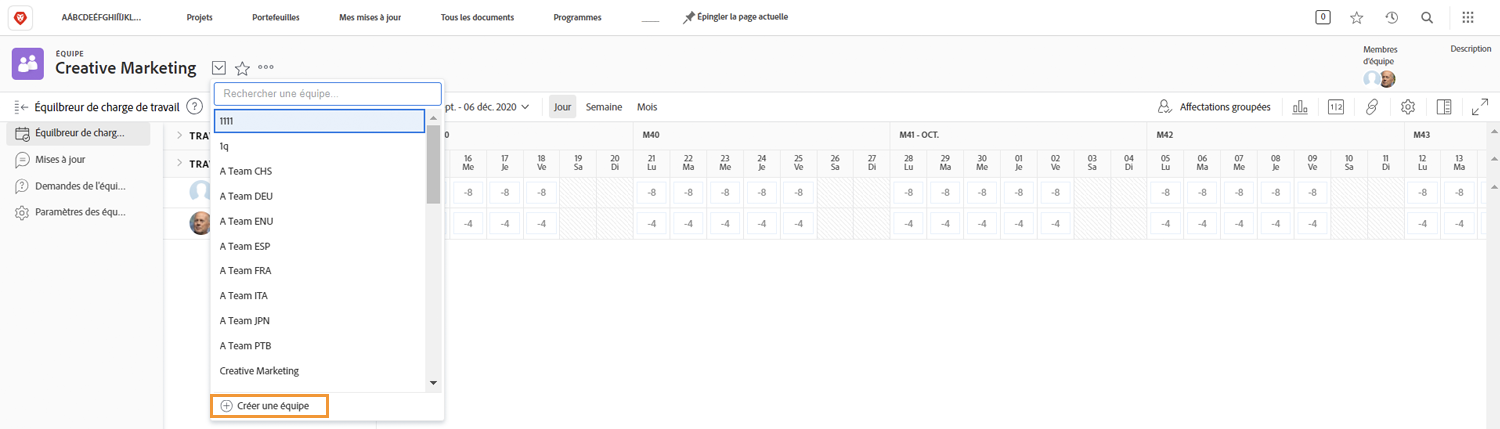 AÁBCDEÉFGHIÍÏJKL...
Projets
Portefeuilles
Mes mises à jour
Tous les documents
Programmes
Épingler la page actuelle
0
ÉQUIPE
Creative Marketing
Membres
d'équipe
Description
Rechercher une équipe...
Équilbreur de charge de travail
?
pt. - 06 déc. 2020
Jour
Semaine
Mois
Affectations groupées
1|2
Équilbreur de charg...
Mises à jour
Demandes de l'équi...
Paramètres des équ...
TRA
TRA
1111
1q
A Team CHS
A Team DEU
A Team ENU
A Team ESP
A Team FRA
A Team ITA
A Team JPN
A Team PTB
Creative Marketing
Créer une équipe
0 M40 M41 - OCT. M42 M43
16 17 18 19 20 21 22 23 24 25 26 27 28 29 30 01 02 03 04 05 06 07 08 09 10 11 12 13
Me Je Ve Sa Di Lu Ma Me Je Ve Sa Di Lu Ma Me Je Ve Sa Di Lu Ma Me Je Ve Sa Di Lu Ma
-8 -8 -8 -8 -8 -8 -8 -8 -8 -8 -8 -8 -8 -8 -8 -8 -8 -8 -8 -8
-4 -4 -4 -4 -4 -4 -4 -4 -4 -4 -4 -4 -4 -4 -4 -4 -4 -4 -4 -4